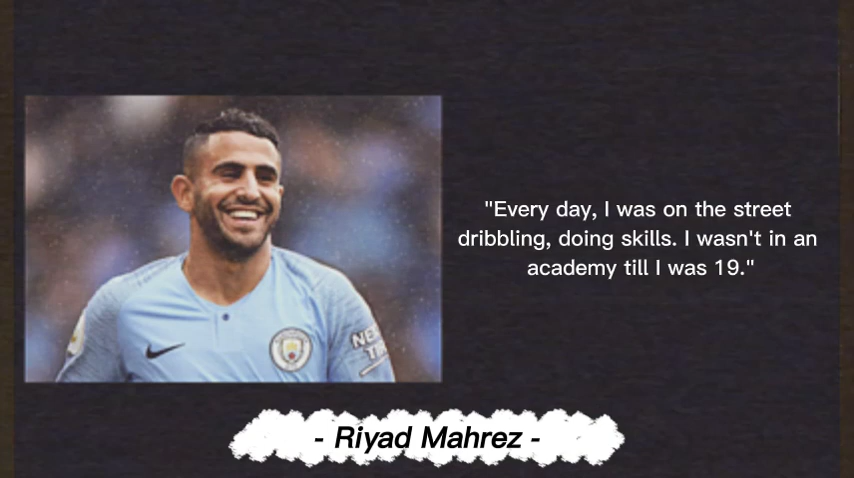 "Every day, I was on the street
dribbling, doing skills. I wasn't in an
academy till I was 19."
- Riyad Mahrez -